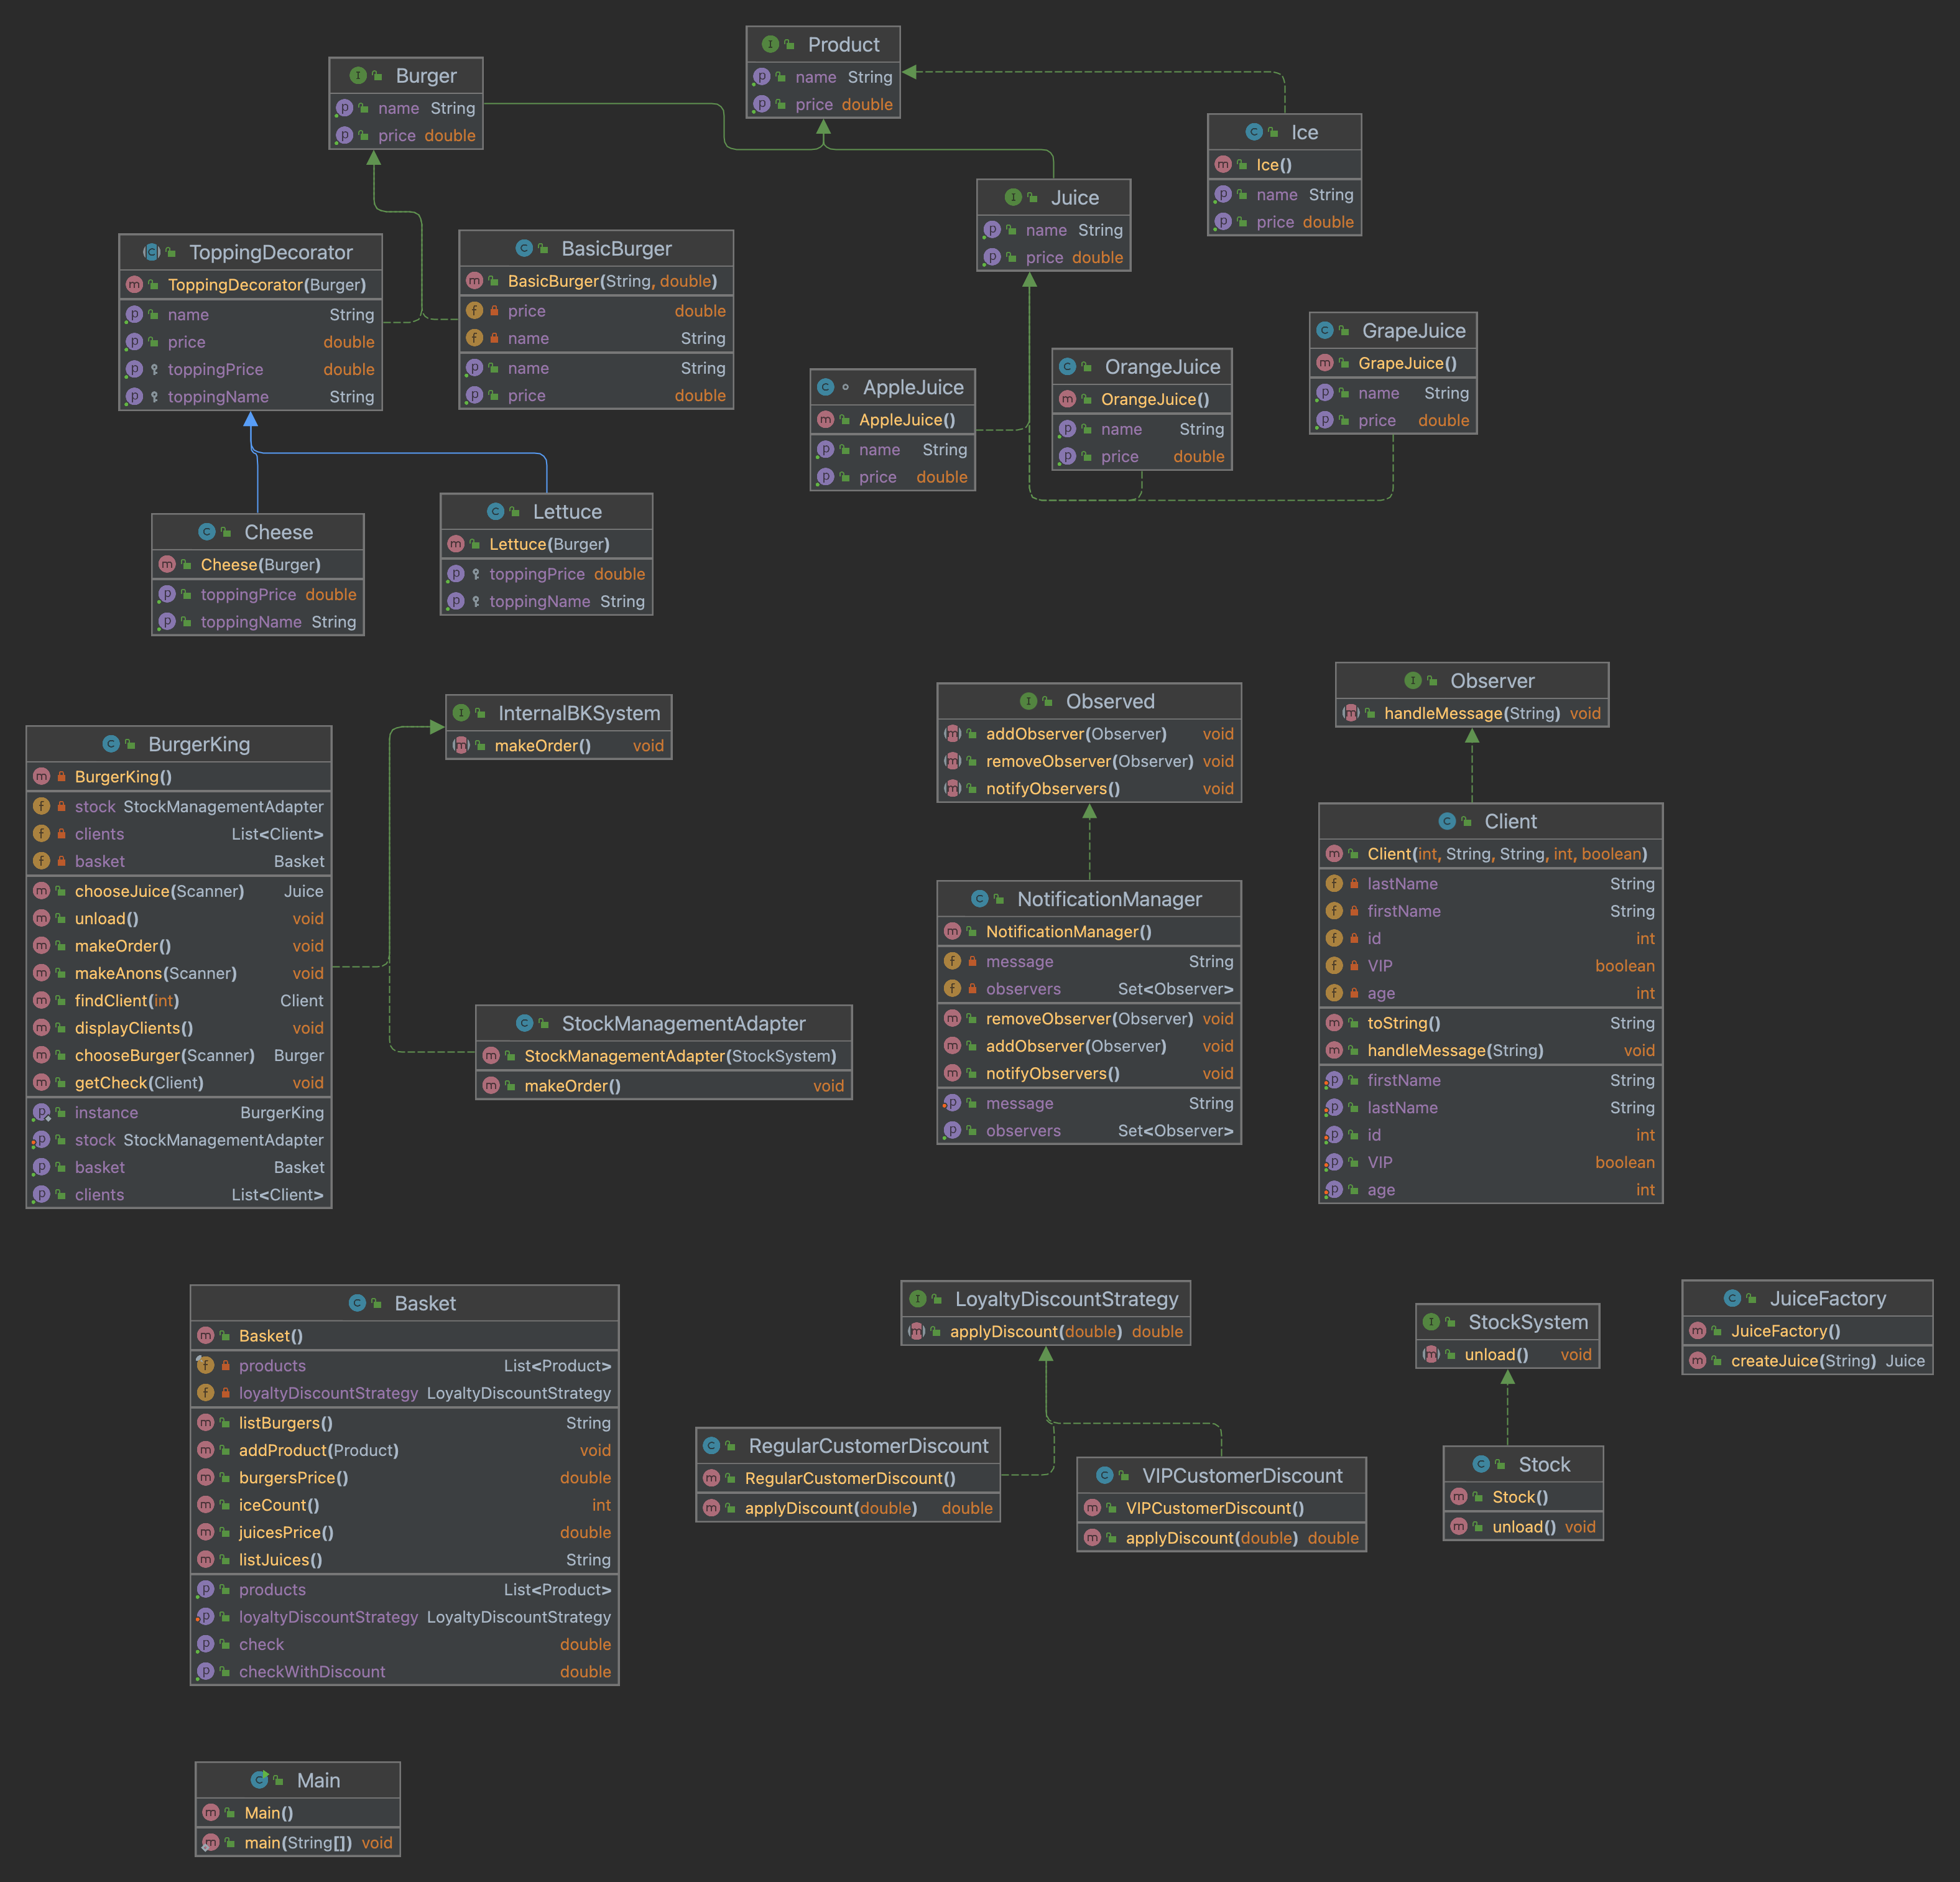 Product
name String
price double
Burger
name String
price double
Ice
Ice()
name String
price double
Juice
name String
price double
ToppingDecorator
ToppingDecorator(Burger)
name String
price double
toppingPrice double
toppingName String
BasicBurger
BasicBurger(String, double)
price double
name String
name String
price double
AppleJuice
AppleJuice()
name String
price double
OrangeJuice
OrangeJuice()
name String
price double
GrapeJuice
GrapeJuice()
name String
price double
Cheese
Cheese(Burger)
toppingPrice double
toppingName String
Lettuce
Lettuce(Burger)
toppingPrice double
toppingName String
BurgerKing
BurgerKing()
stock StockManagementAdapter
clients List<Client>
basket Basket
chooseJuice(Scanner) Juice
unload() void
makeOrder() void
makeAnons(Scanner) void
findClient(int) Client
displayClients() void
chooseBurger(Scanner) Burger
getCheck(Client) void
instance BurgerKing
stock StockManagementAdapter
basket Basket
clients List<Client>
InternalBKSystem
makeOrder() void
StockManagementAdapter
StockManagementAdapter(StockSystem)
makeOrder() void
Observed
addObserver(Observer) void
removeObserver(Observer) void
notifyObservers() void
NotificationManager
NotificationManager()
message String
observers Set<Observer>
removeObserver(Observer) void
addObserver(Observer) void
notifyObservers() void
message String
observers Set<Observer>
Observer
handleMessage(String) void
Client
Client(int, String, String, int, boolean)
lastName String
firstName String
id int
VIP boolean
age int
toString() String
handleMessage(String) void
firstName String
lastName String
id int
VIP boolean
age int
Basket
Basket()
products List<Product>
loyaltyDiscountStrategy LoyaltyDiscountStrategy
listBurgers() String
addProduct(Product) void
burgersPrice() double
iceCount() int
juicesPrice() double
listJuices() String
products List<Product>
loyaltyDiscountStrategy LoyaltyDiscountStrategy
check double
checkWithDiscount double
LoyaltyDiscountStrategy
applyDiscount(double) double
RegularCustomerDiscount
RegularCustomerDiscount()
applyDiscount(double) double
VIPCustomerDiscount
VIPCustomerDiscount()
applyDiscount(double) double
StockSystem
unload() void
Stock
Stock()
unload() void
JuiceFactory
JuiceFactory()
createJuice(String) Juice
Main
Main()
main(String[]) void